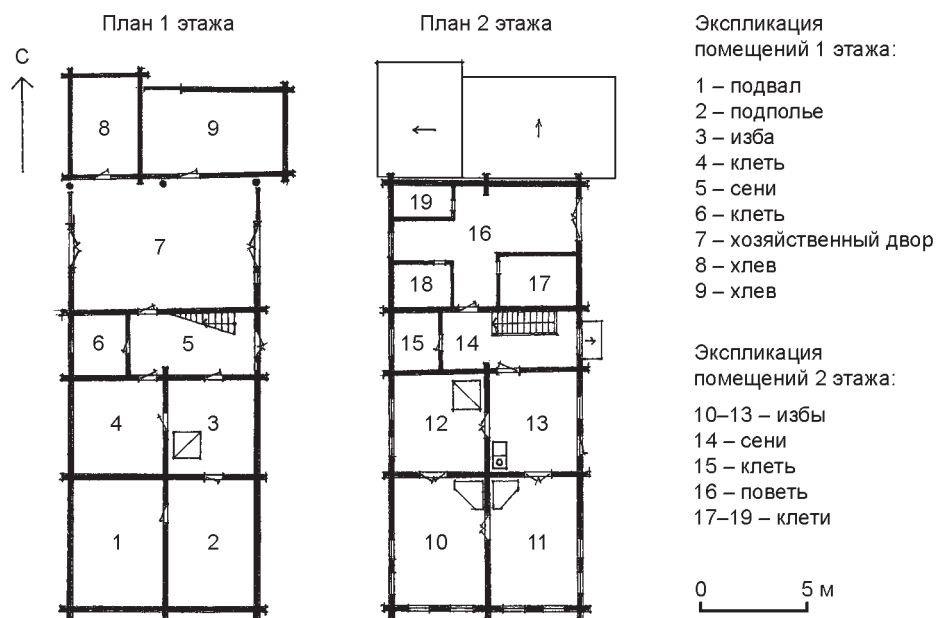 План 1 этажа
План 2 этажа
С
8
9
7
6
5
4
3
1
2
19
16
18
17
15
14
12
13
10
11
Экспликация
помещений 1 этажа:
1 – подвал
2 – подполье
3 – изба
4 – клеть
5 – сени
6 – клеть
7 – хозяйственный двор
8 – хлев
9 – хлев
Экспликация
помещений 2 этажа:
10–13 – избы
14 – сени
15 – клеть
16 – поветь
17–19 – клети
0 5 м